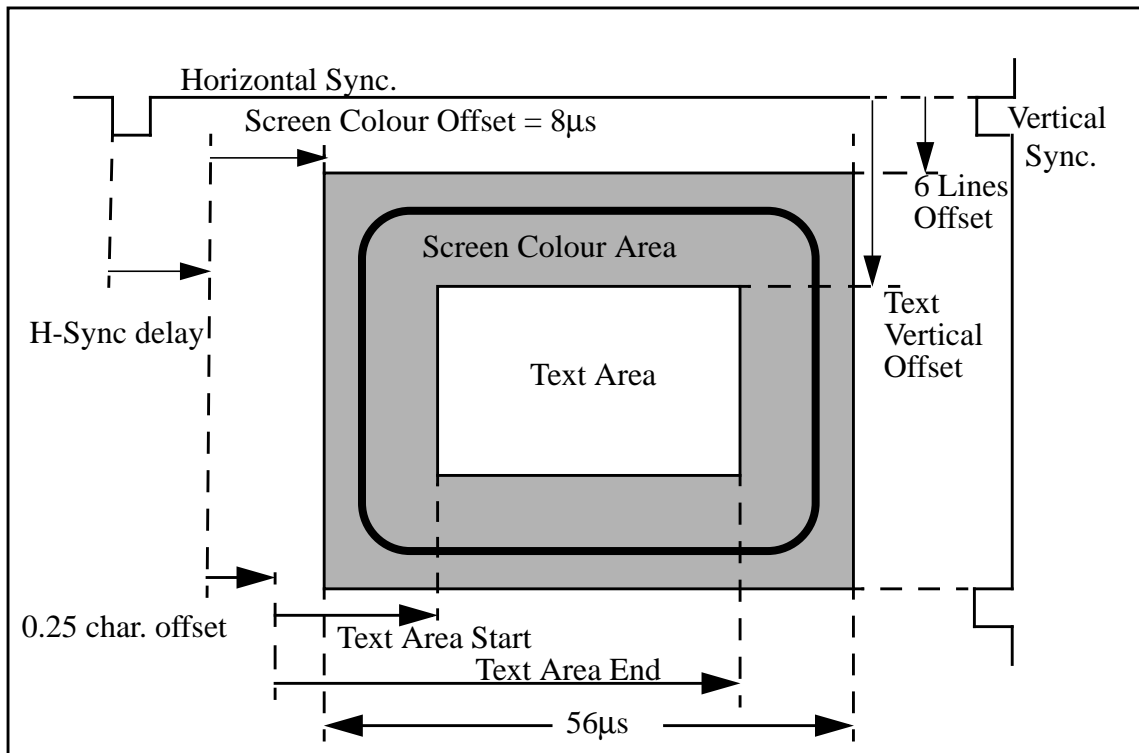 Horizontal Sync.
Screen Colour Offset = 8μs
Vertical
Sync.
6 Lines
Offset
Screen Colour Area
H-Sync delay
Text
Vertical
Offset
Text Area
0.25 char. offset
Text Area Start
Text Area End
56μs